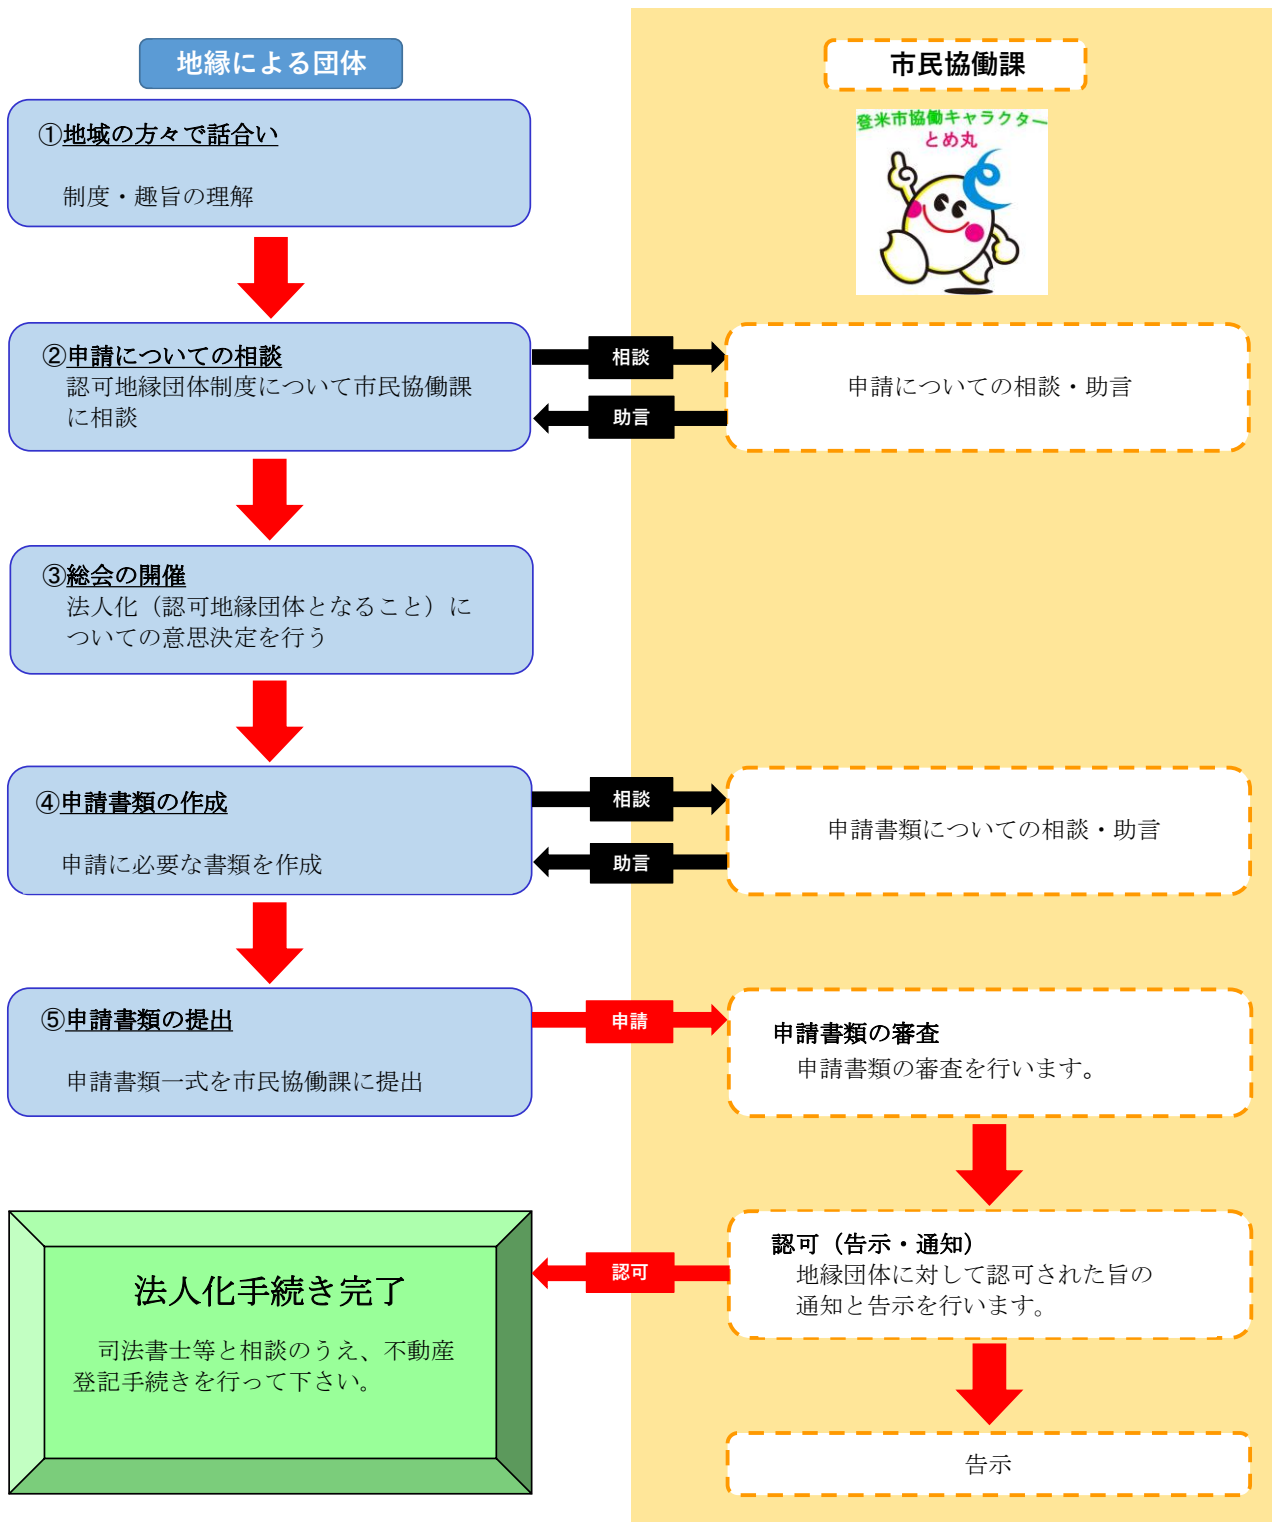 地縁による団体
市民協働課
登米市協働キャラクター
とめ丸
①地域の方々で話合い
制度・趣旨の理解
②申請についての相談
認可地縁団体制度について市民協働課
に相談
相談
助言
申請についての相談・助言
③総会の開催
法人化（認可地縁団体となること）に
ついての意思決定を行う
④申請書類の作成
申請に必要な書類を作成
相談
助言
申請書類についての相談・助言
⑤申請書類の提出
申請書類一式を市民協働課に提出
申請
申請書類の審査
申請書類の審査を行います。
認可（告示・通知）
地縁団体に対して認可された旨の
通知と告示を行います。
認可
法人化手続き完了
司法書士等と相談のうえ、不動産
登記手続きを行って下さい。
告示